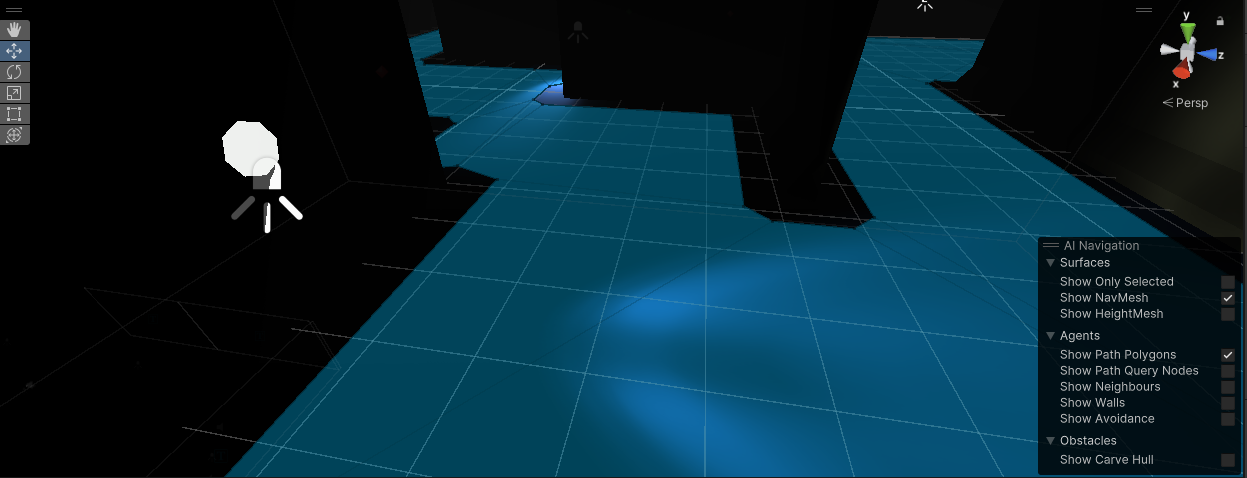 y
z
x
Persp
AI Navigation
Surfaces
Show Only Selected
Show NavMesh
Show HeightMesh
Agents
Show Path Polygons
Show Path Query Nodes
Show Neighbours
Show Walls
Show Avoidance
Obstacles
Show Carve Hull